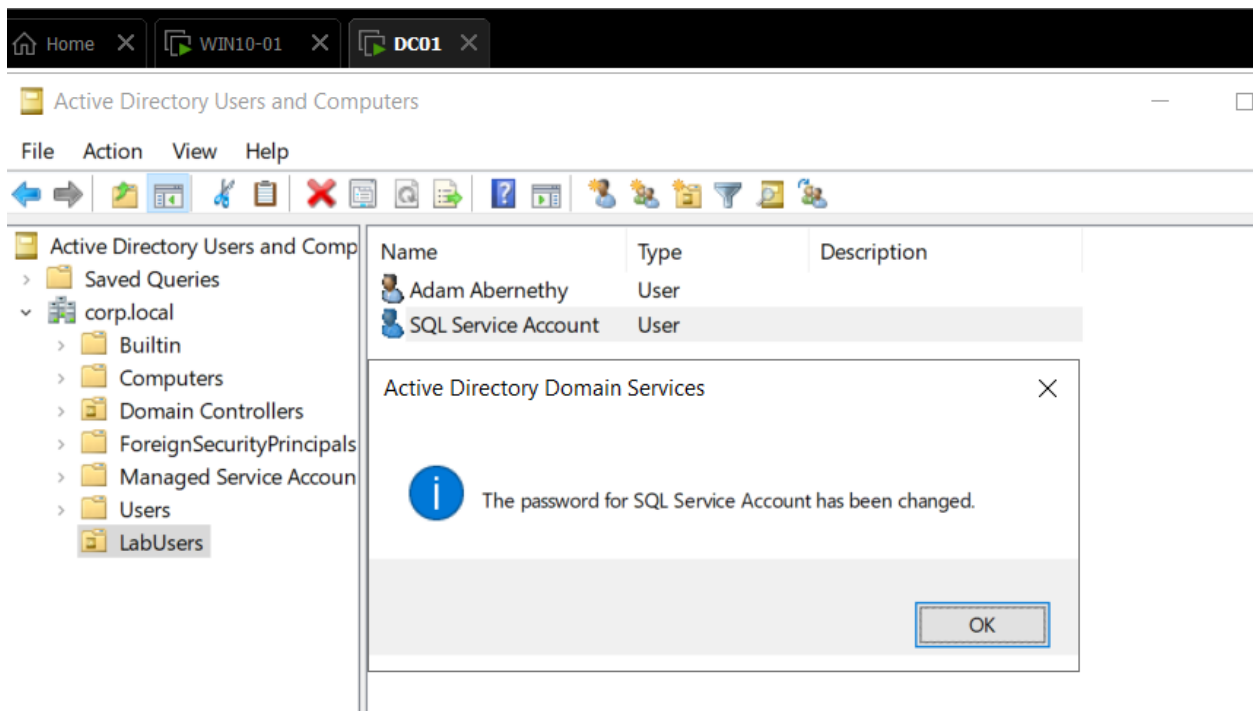 Home WIN10-01 DC01
Active Directory Users and Computers
File Action View Help
Active Directory Users and Comp
Saved Queries
corp.local
Builtin
Computers
Domain Controllers
ForeignSecurityPrincipals
Managed Service Accoun
Users
LabUsers
Name Type Description
Adam Abernethy User
SQL Service Account User
Active Directory Domain Services
The password for SQL Service Account has been changed.
OK